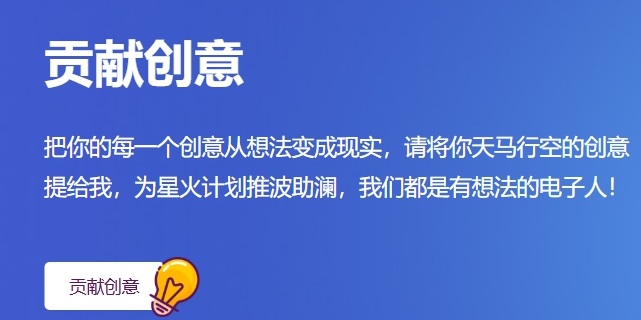 贡献创意
把你的每一个创意从想法变成现实，请将你天马行空的创意
提给我，为星火计划推波助澜，我们都是有想法的电子人！
贡献创意